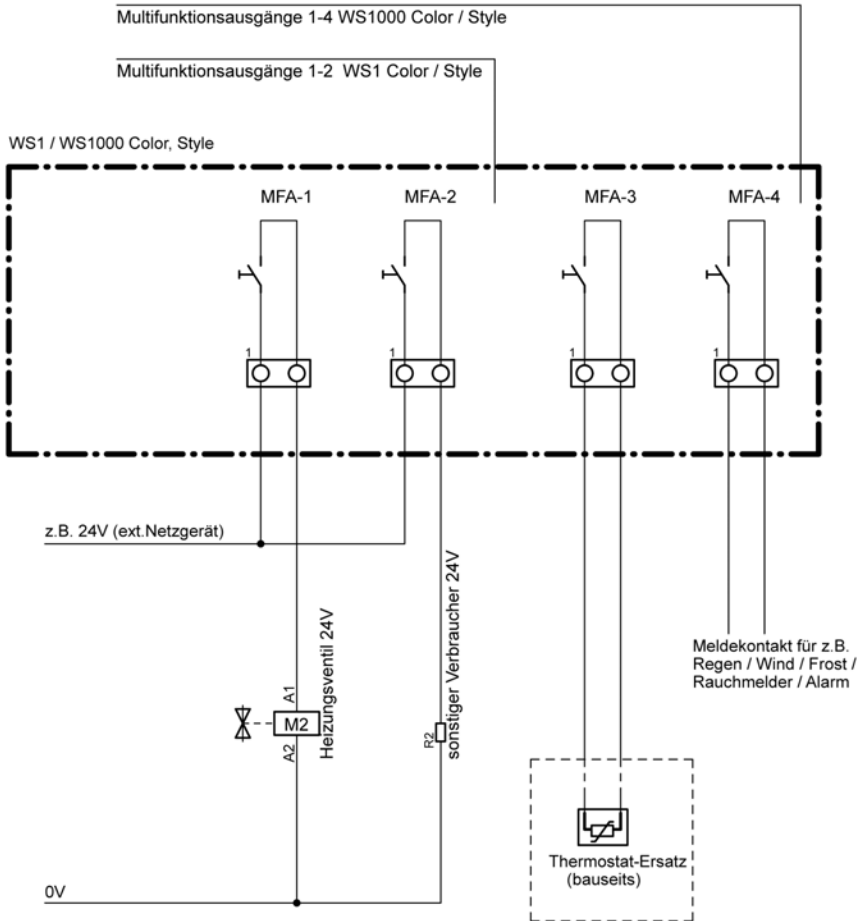 Multifunktionsausgänge 1-4 WS1000 Color / Style
Multifunktionsausgänge 1-2 WS1 Color / Style
WS1 / WS1000 Color, Style
MFA-1
MFA-2
MFA-3
MFA-4
1
1
1
1
z.B. 24V (ext.Netzgerät)
A1
M2
A2
Heizungsventil 24V
R2
sonstiger Verbraucher 24V
Meldekontakt für z.B.
Regen / Wind / Frost /
Rauchmelder / Alarm
Thermostat-Ersatz
(bauseits)
0V